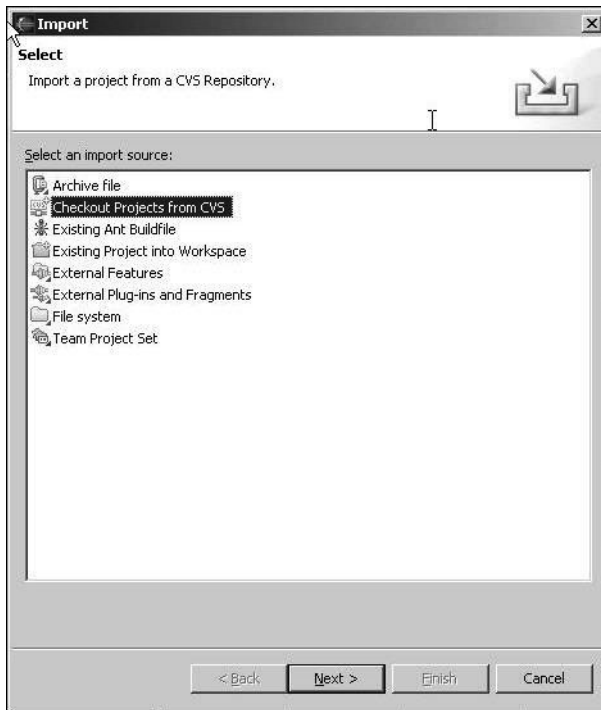 Import
Select
Import a project from a CVS Repository.
Select an import source:
Archive file
Checkout Projects from CVS
Existing Ant Buildfile
Existing Project into Workspace
External Features
External Plug-ins and Fragments
File system
Team Project Set
< Back Next > Finish Cancel